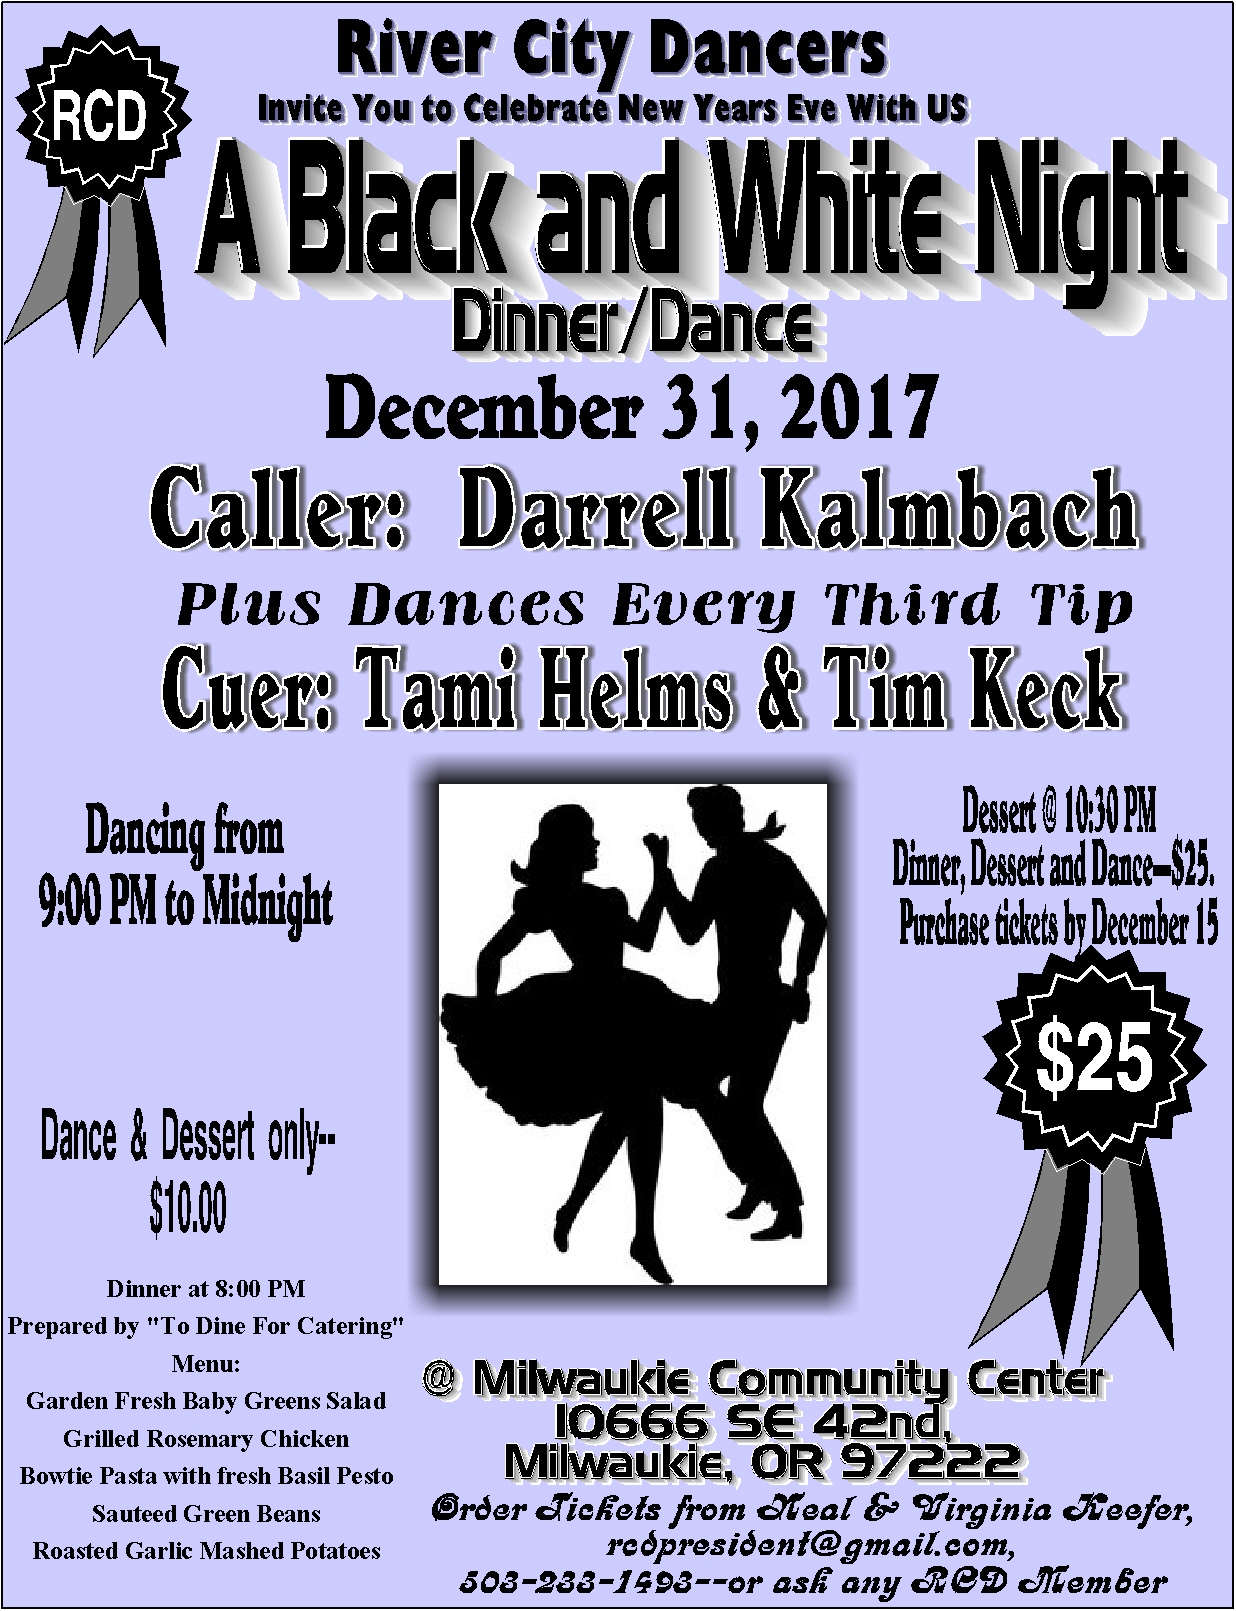 RCD
River City Dancers
Invite You to Celebrate New Years Eve With US
A Black and White Night
Dinner/Dance
December 31, 2017
Caller: Darrell Kalmbach
Plus Dances Every Third Tip
Cuer: Tami Helms & Tim Keck
Dancing from
9:00 PM to Midnight
Dessert @ 10:30 PM
Dinner, Dessert and Dance—$25.
Purchase tickets by December 15
$25
Dance & Dessert only--
$10.00
Dinner at 8:00 PM
Prepared by "To Dine For Catering"
Menu:
Garden Fresh Baby Greens Salad
Grilled Rosemary Chicken
Bowtie Pasta with fresh Basil Pesto
Sauteed Green Beans
Roasted Garlic Mashed Potatoes
@ Milwaukie Community Center
10666 SE 42nd,
Milwaukie, OR 97222
Order Tickets from Neal & Virginia Keefer,
rcdpresident@gmail.com,
503-233-1493--or ask any RCD Member